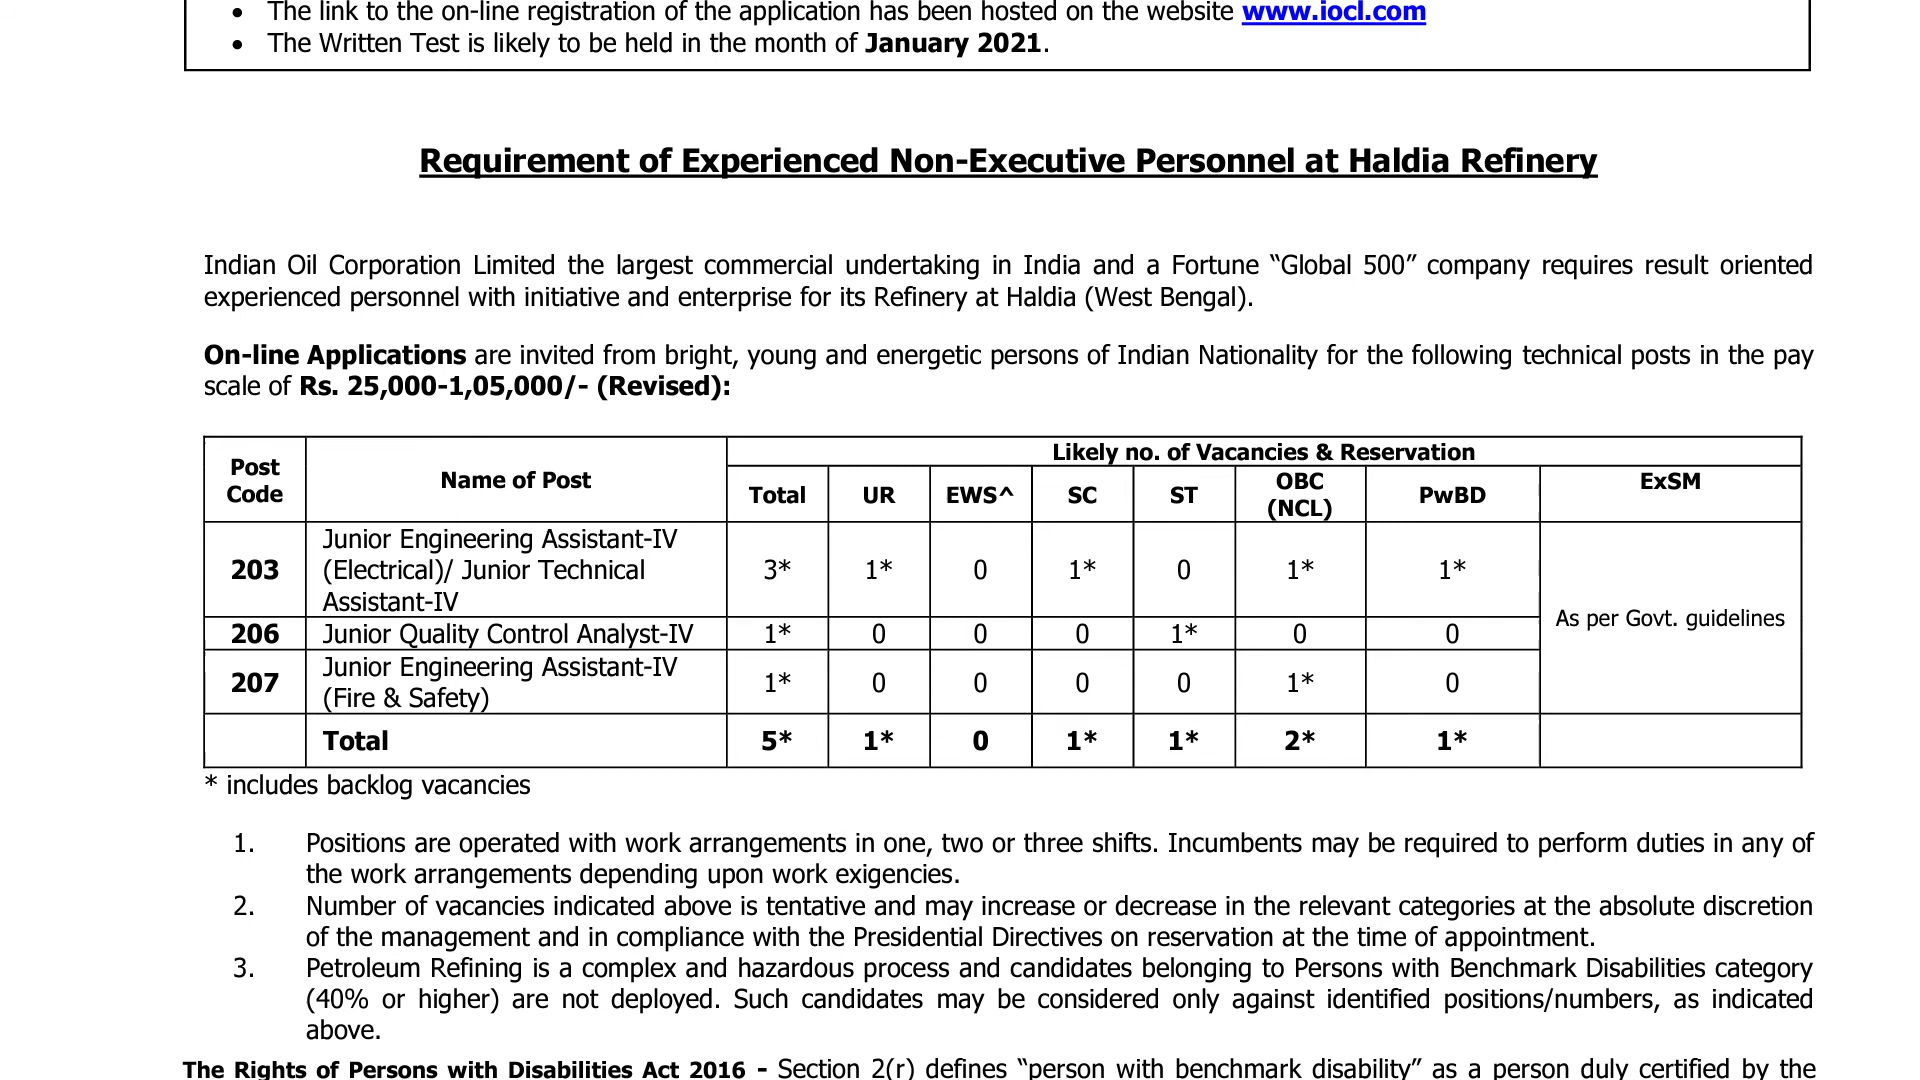 • The link to the on-line registration of the application has been hosted on the website www.iocl.com
• The Written Test is likely to be held in the month of January 2021.
Requirement of Experienced Non-Executive Personnel at Haldia Refinery
Indian Oil Corporation Limited the largest commercial undertaking in India and a Fortune “Global 500” company requires result oriented
experienced personnel with initiative and enterprise for its Refinery at Haldia (West Bengal).
On-line Applications are invited from bright, young and energetic persons of Indian Nationality for the following technical posts in the pay
scale of Rs. 25,000-1,05,000/- (Revised):
Post Code Name of Post Likely no. of Vacancies & Reservation
Total UR EWS^ SC ST OBC (NCL) PwBD ExSM
203 Junior Engineering Assistant-IV
(Electrical)/ Junior Technical 3* 1* 0 1* 0 1* 1*
Assistant-IV
As per Govt. guidelines
206 Junior Quality Control Analyst-IV 1* 0 0 0 1* 0 0
207 Junior Engineering Assistant-IV 1* 0 0 0 0 1* 0
(Fire & Safety)
Total 5* 1* 0 1* 1* 2* 1*
* includes backlog vacancies
1. Positions are operated with work arrangements in one, two or three shifts. Incumbents may be required to perform duties in any of
the work arrangements depending upon work exigencies.
2. Number of vacancies indicated above is tentative and may increase or decrease in the relevant categories at the absolute discretion
of the management and in compliance with the Presidential Directives on reservation at the time of appointment.
3. Petroleum Refining is a complex and hazardous process and candidates belonging to Persons with Benchmark Disabilities category
(40% or higher) are not deployed. Such candidates may be considered only against identified positions/numbers, as indicated
above.
The Rights of Persons with Disabilities Act 2016 - Section 2(r) defines “person with benchmark disability” as a person duly certified by the